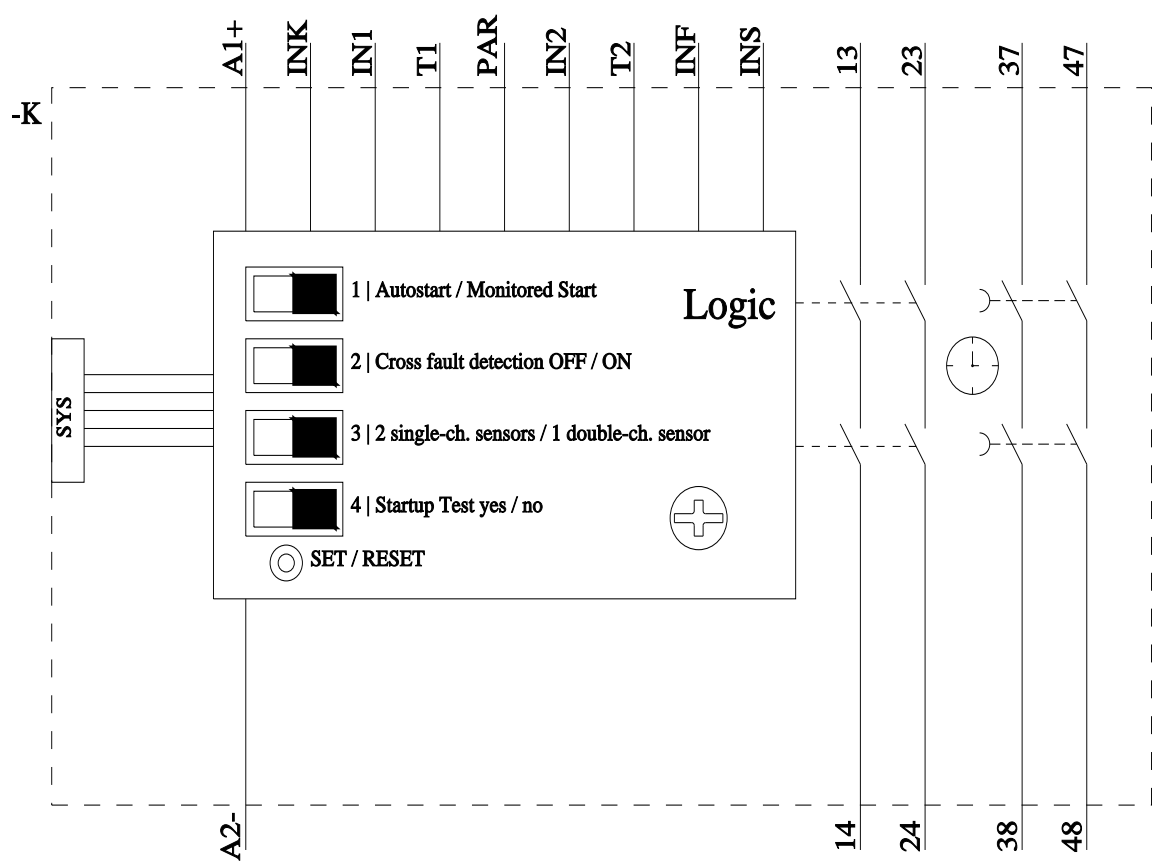 A1+
INK
IN1
T1
PAR
IN2
T2
INF
INS
13
23
37
47
-K
1 | Autostart / Monitored Start
Logic
2 | Cross fault detection OFF / ON
SYS
3 | 2 single-ch. sensors / 1 double-ch. sensor
4 | Startup Test yes / no
SET / RESET
A2-
14
24
38
48